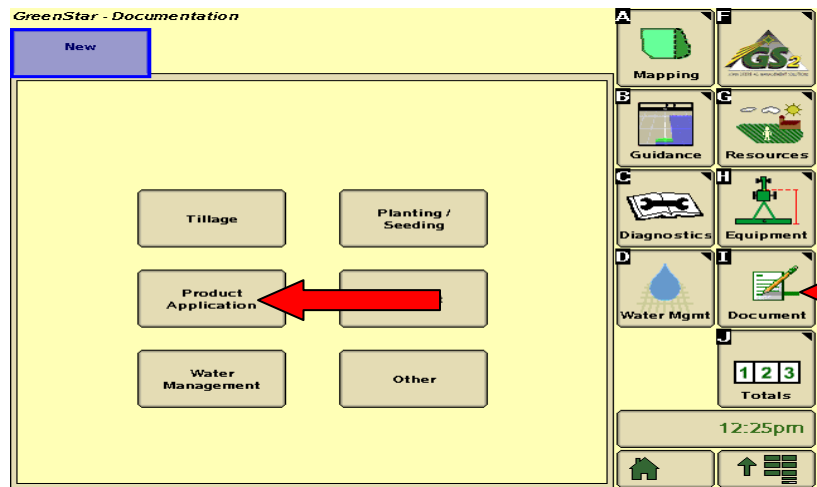 GreenStar - Documentation
New
Tillage
Planting /
Seeding
Product
Application
Water
Management
Other
A
Mapping
F
GS2
B
Guidance
G
Resources
C
Diagnostics
H
Equipment
D
Water Mgmt
I
Document
J
1 2 3
Totals
12:25pm